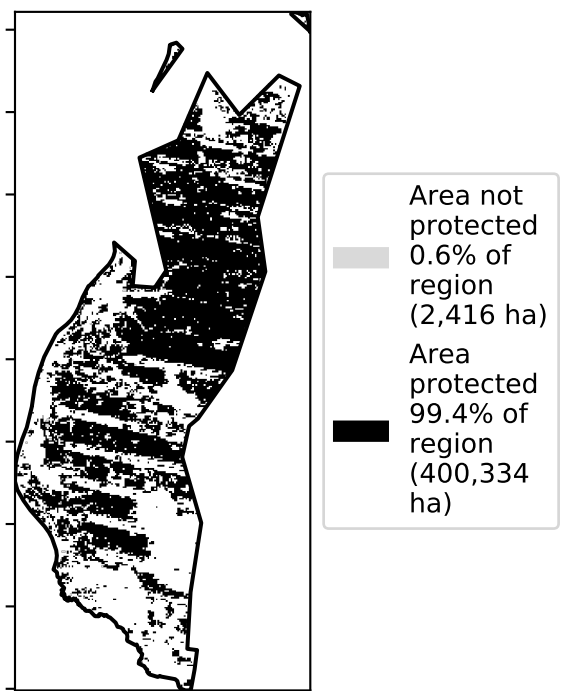 Area not
protected
0.6% of
region
(2,416 ha)
Area
protected
99.4% of
region
(400,334
ha)